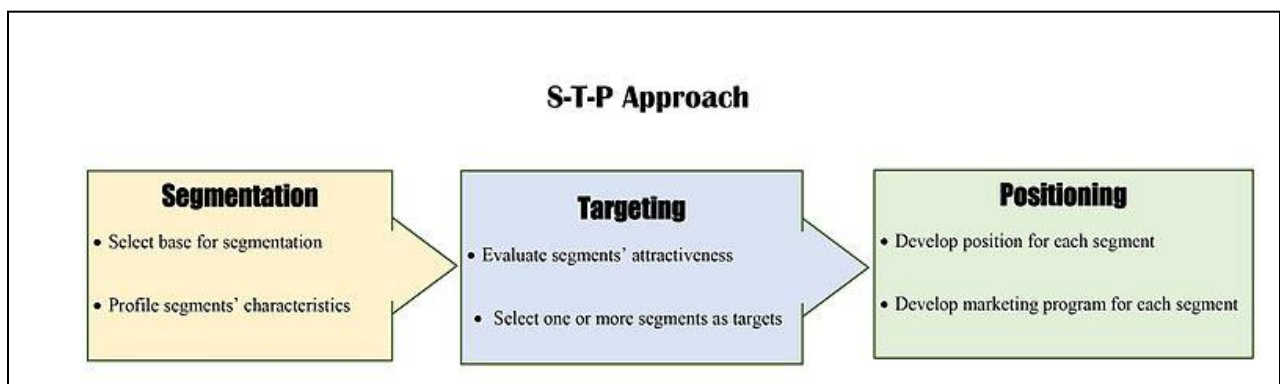 S-T-P Approach
Segmentation
• Select base for segmentation
• Profile segments’ characteristics
Targeting
• Evaluate segments’ attractiveness
• Select one or more segments as targets
Positioning
• Develop position for each segment
• Develop marketing program for each segment